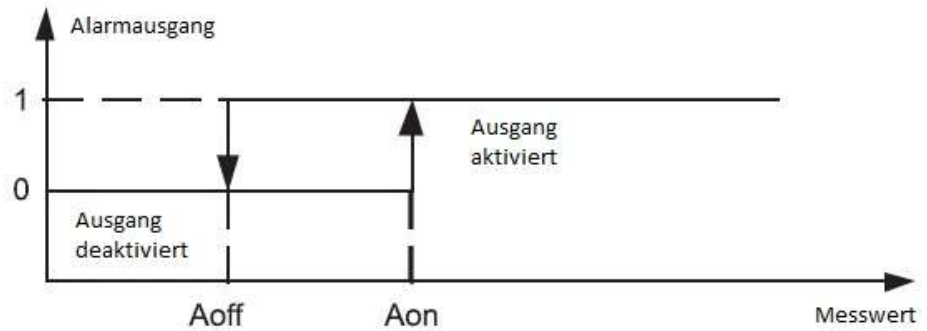 Alarmausgang
1
Ausgang
aktiviert
0
Ausgang
deaktiviert
Aoff
Aon
Messwert